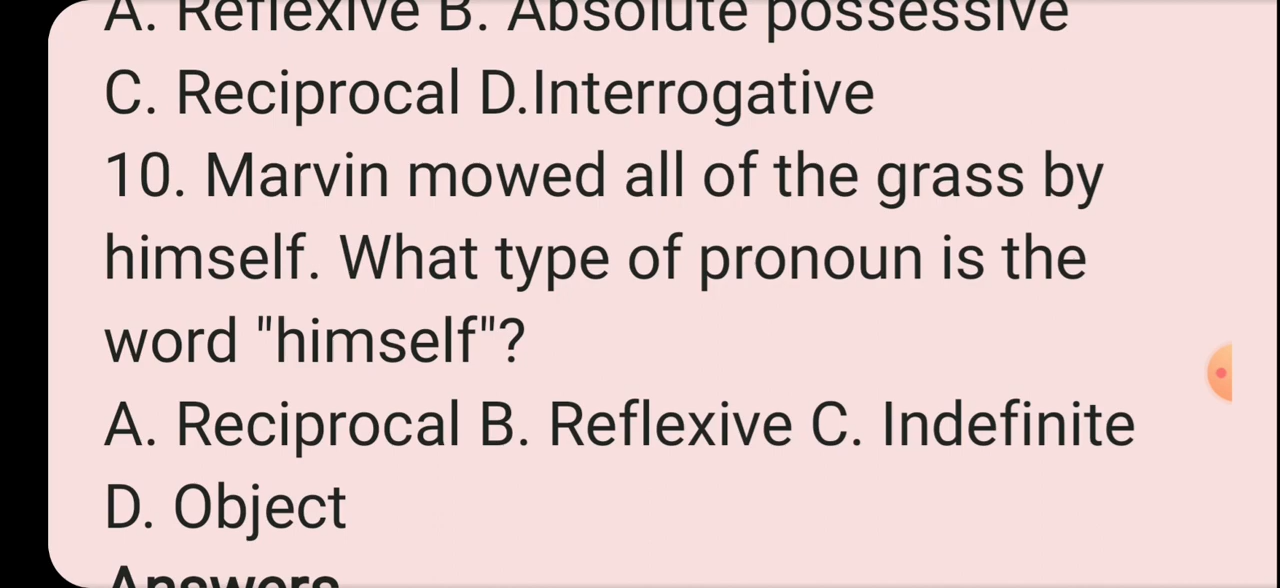 A. Reflexive B. Absolute possessive
C. Reciprocal D.Interrogative
10. Marvin mowed all of the grass by
himself. What type of pronoun is the
word "himself"?
A. Reciprocal B. Reflexive C. Indefinite
D. Object
Answers